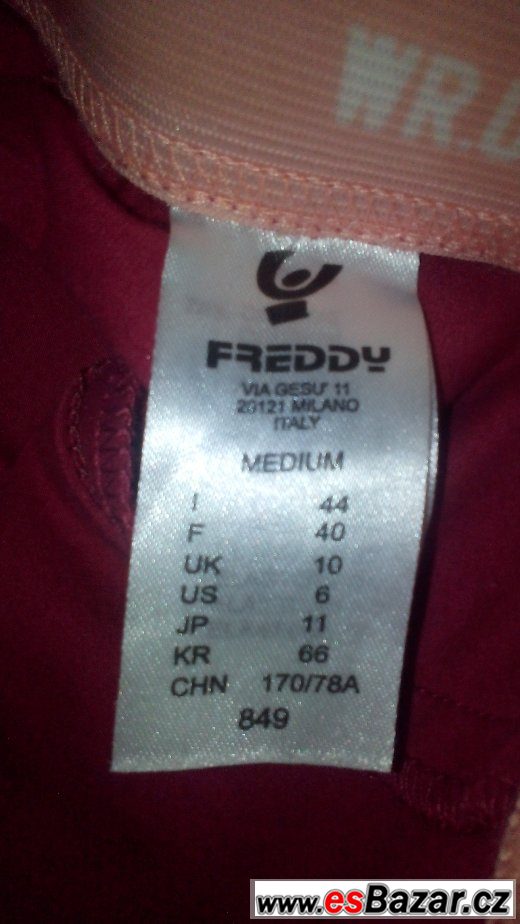 WR.
FREDDY
VIA GESU' 11
20121 MILANO
ITALY
MEDIUM
I 44
F 40
UK 10
US 6
JP 11
KR 66
CHN 170/78A
849
www.esBazar.cz